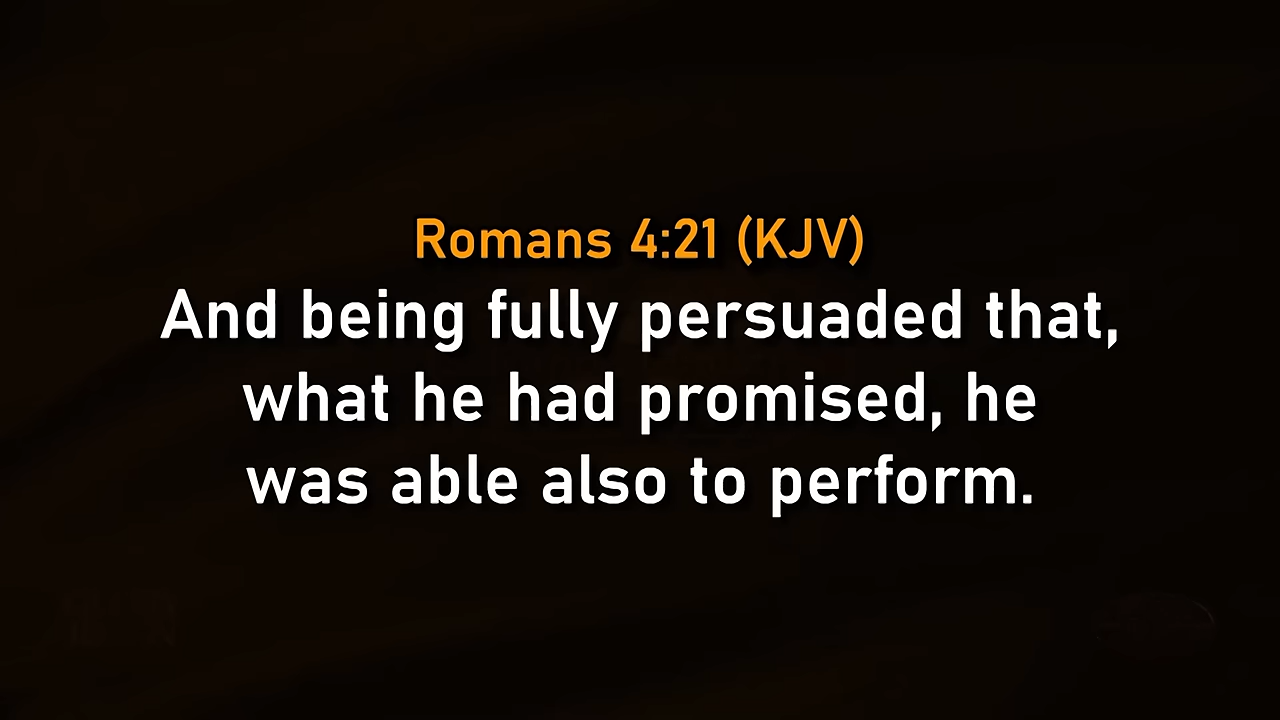 Romans 4:21 (KJV)
And being fully persuaded that,
what he had promised, he
was able also to perform.